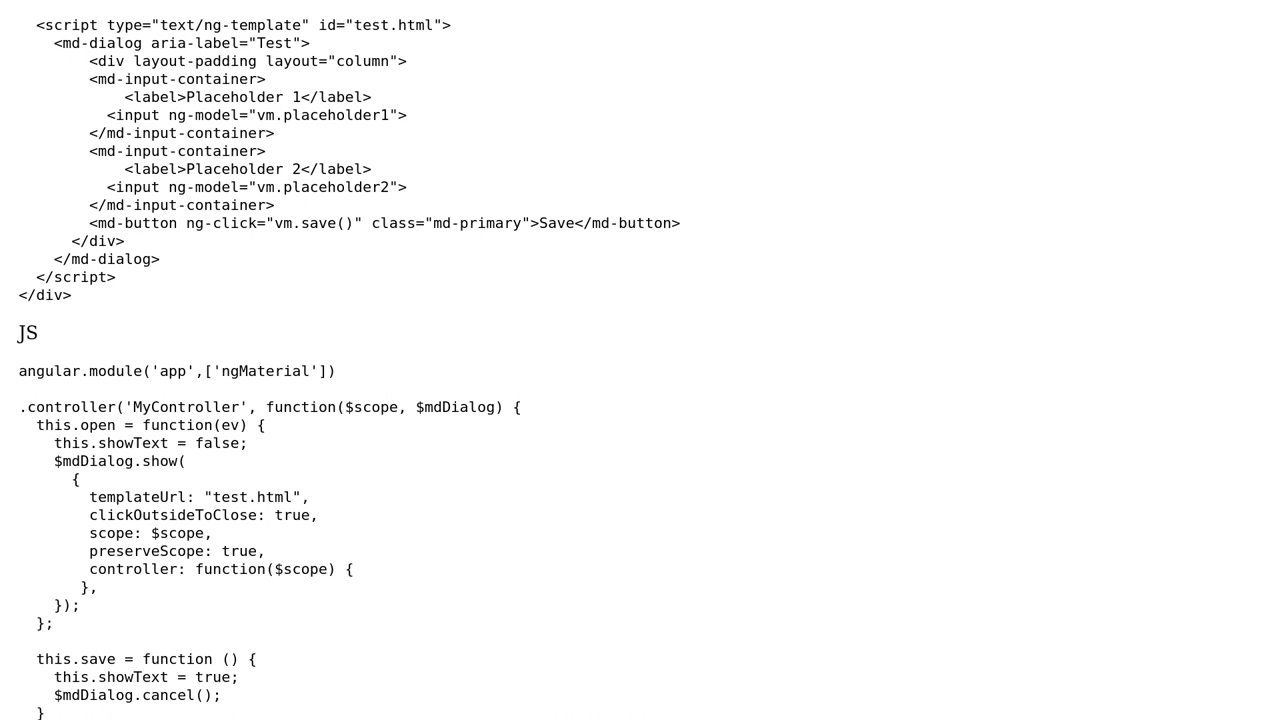 <script type="text/ng-template" id="test.html">
<md-dialog aria-label="Test">
<div layout-padding layout="column">
<md-input-container>
<label>Placeholder 1</label>
<input ng-model="vm.placeholder1">
</md-input-container>
<md-input-container>
<label>Placeholder 2</label>
<input ng-model="vm.placeholder2">
</md-input-container>
<md-button ng-click="vm.save()" class="md-primary">Save</md-button>
</div>
</md-dialog>
</script>
</div>
JS
angular.module('app',['ngMaterial'])
.controller('MyController', function($scope, $mdDialog) {
this.open = function(ev) {
this.showText = false;
$mdDialog.show(
{
templateUrl: "test.html",
clickOutsideToClose: true,
scope: $scope,
preserveScope: true,
controller: function($scope) {
},
});
};
this.save = function () {
this.showText = true;
$mdDialog.cancel();
}